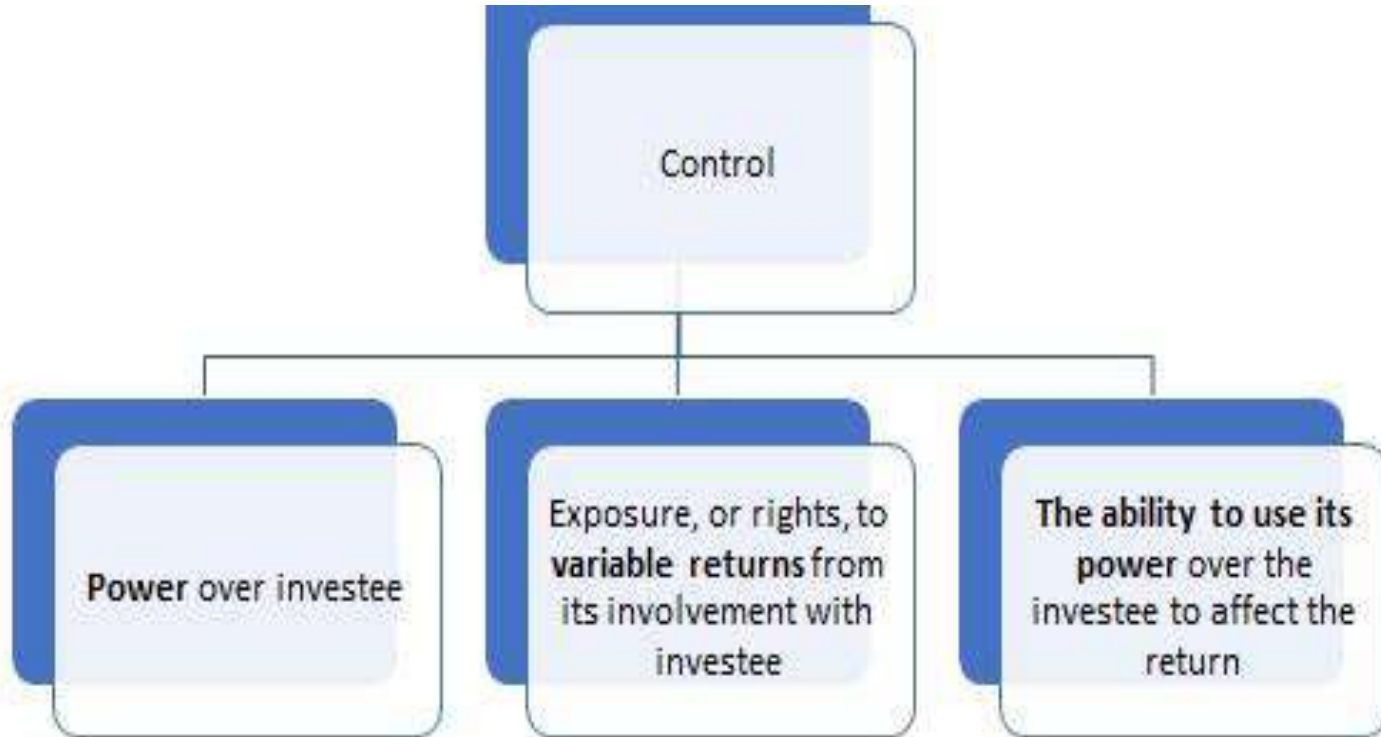 Control
Power over investee
Exposure, or rights, to
variable returns from
its involvement with
investee
The ability to use its
power over the
investee to affect the
return